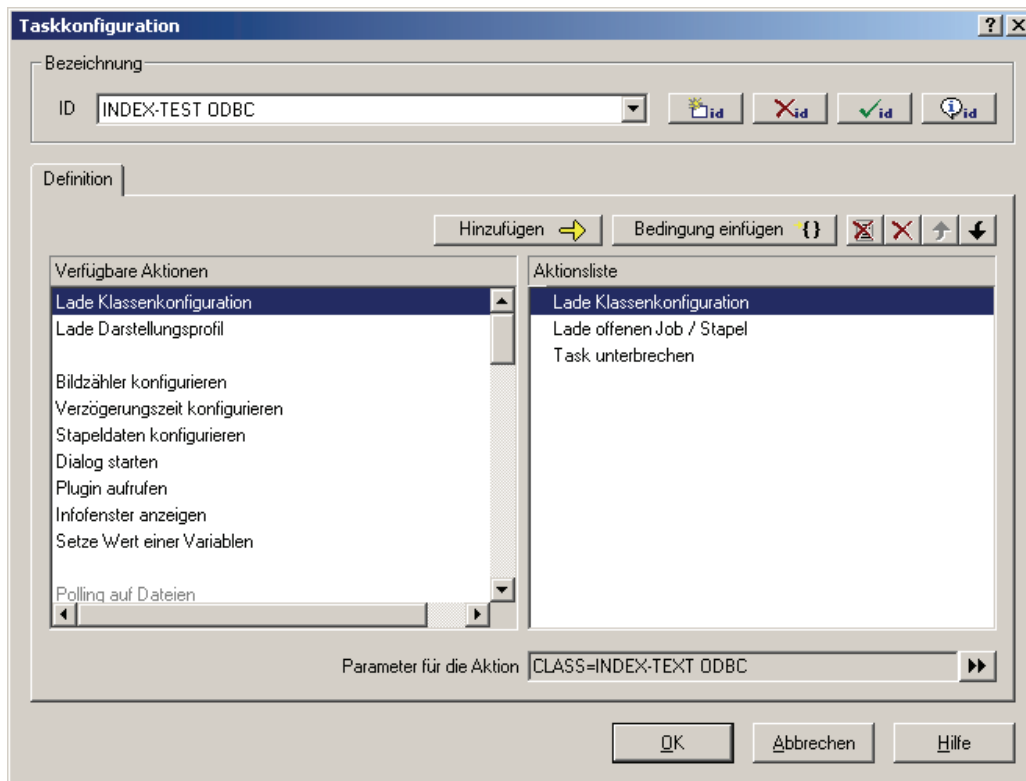 Taskkonfiguration
Bezeichnung
ID INDEX-TEST ODBC id id id id
Definition
Hinzufügen Bedingung einfügen {}
Verfügbare Aktionen
Lade Klassenkonfiguration
Lade Darstellungsprofil
Bildzähler konfigurieren
Verzögerungszeit konfigurieren
Stapeldaten konfigurieren
Dialog starten
Plugin aufrufen
Infofenster anzeigen
Setze Wert einer Variablen
Polling auf Dateien
Aktionsliste
Lade Klassenkonfiguration
Lade offenen Job / Stapel
Task unterbrechen
Parameter für die Aktion CLASS=INDEX-TEXT ODBC
OK Abbrechen Hilfe